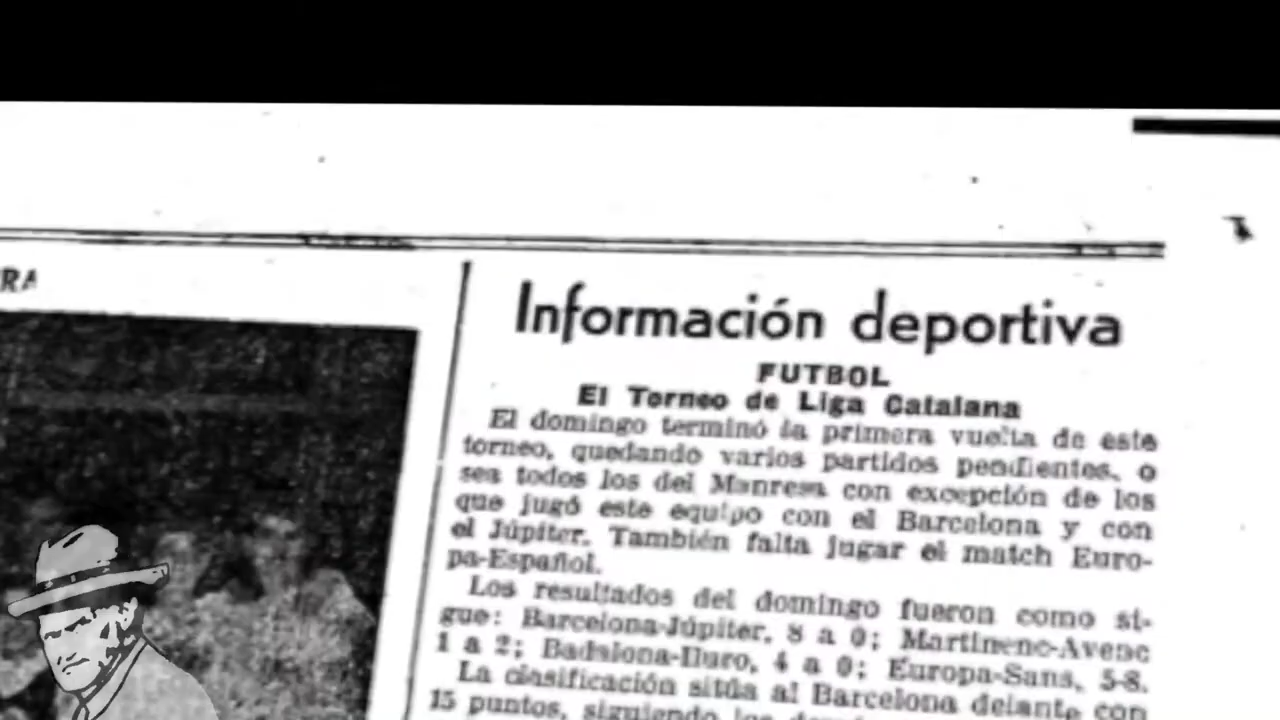 RA
Información deportiva
FUTBOL
El Torneo de Liga Catalana
El domingo terminó la primera vuelta de este
torneo, quedando varios partidos pendientes, o
sea todos los del Manresa con excepción de los
que jugó este equipo con el Barcelona y con
el Júpiter. También falta jugar el match Euro-
pa-Español.
Los resultados del domingo fueron como si-
gue: Barcelona-Júpiter, 8 a 0; Martinenc-Avenc
1 a 2; Badalona-Iluro, 4 a 0; Europa-Sans, 5-8.
La clasificación sitúa al Barcelona delante con
15 puntos, siguiendo los